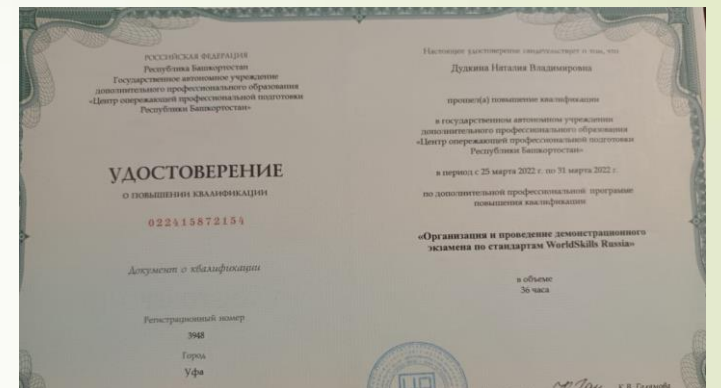 РОССИЙСКАЯ ФЕДЕРАЦИЯ
Республика Башкортостан
Государственное автономное учреждение
дополнительного профессионального образования
«Центр опережающей профессиональной подготовки
Республики Башкортостан»
УДОСТОВЕРЕНИЕ
О ПОВЫШЕНИИ КВАЛИФИКАЦИИ
022415872154
Документ о квалификации
Регистрационный номер
3948
Город
Уфа
Настоящее удостоверение свидетельствует о том, что
Дудкина Наталия Владимировна
прошел(а) повышение квалификации
в государственном автономном учреждении
дополнительного профессионального образования
«Центр опережающей профессиональной подготовки
Республики Башкортостан»
в период с 25 марта 2022 г. по 31 марта 2022 г.
по дополнительной профессиональной программе
повышения квалификации
«Организация и проведение демонстрационного
экзамена по стандартам WorldSkills Russia»
в объеме
36 часа